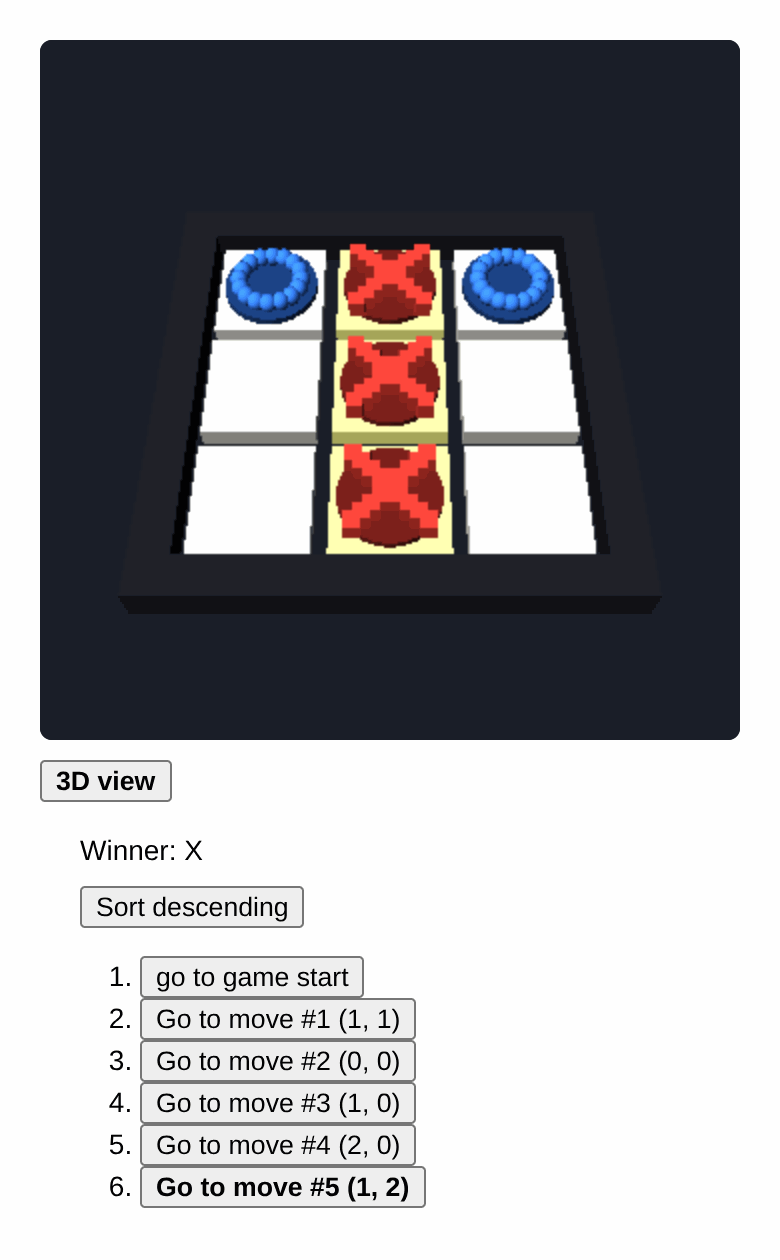 3D view
Winner: X
Sort descending
1. go to game start
2. Go to move #1 (1, 1)
3. Go to move #2 (0, 0)
4. Go to move #3 (1, 0)
5. Go to move #4 (2, 0)
6. Go to move #5 (1, 2)